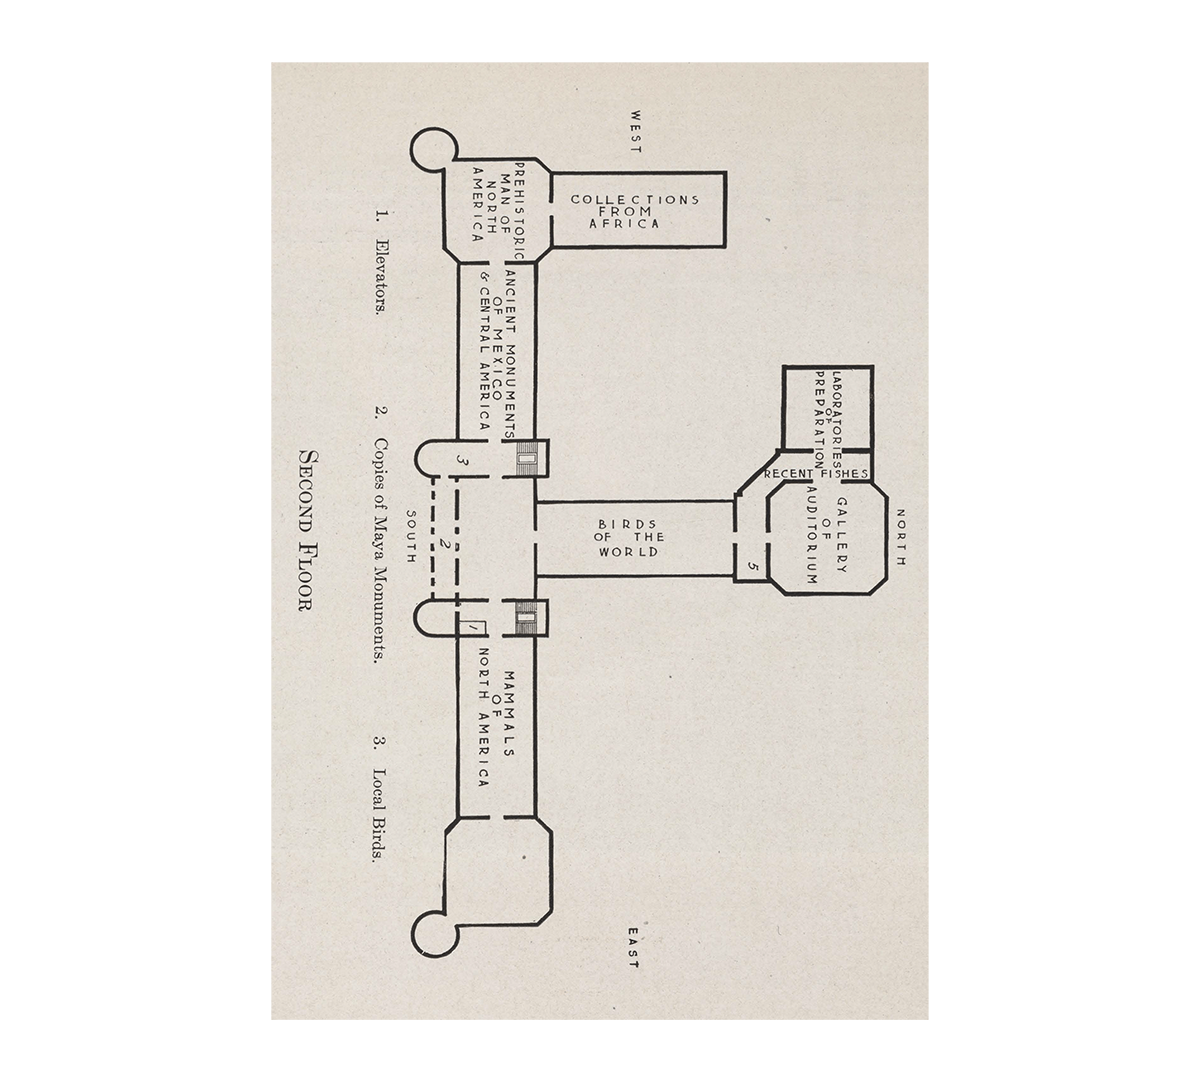 NORTH
WEST
EAST
SOUTH
LABORATORIES
OF
PREPARATION
RECENT FISHES
GALLERY
OF
AUDITORIUM
5
BIRDS
OF THE
WORLD
COLLECTIONS
FROM
AFRICA
PREHISTORIC
MAN OF
NORTH
AMERICA
ANCIENT MONUMENTS
OF MEXICO
& CENTRAL AMERICA
3
2
1
MAMMALS
OF
NORTH AMERICA
1. Elevators. 2. Copies of Maya Monuments. 3. Local Birds.
SECOND FLOOR